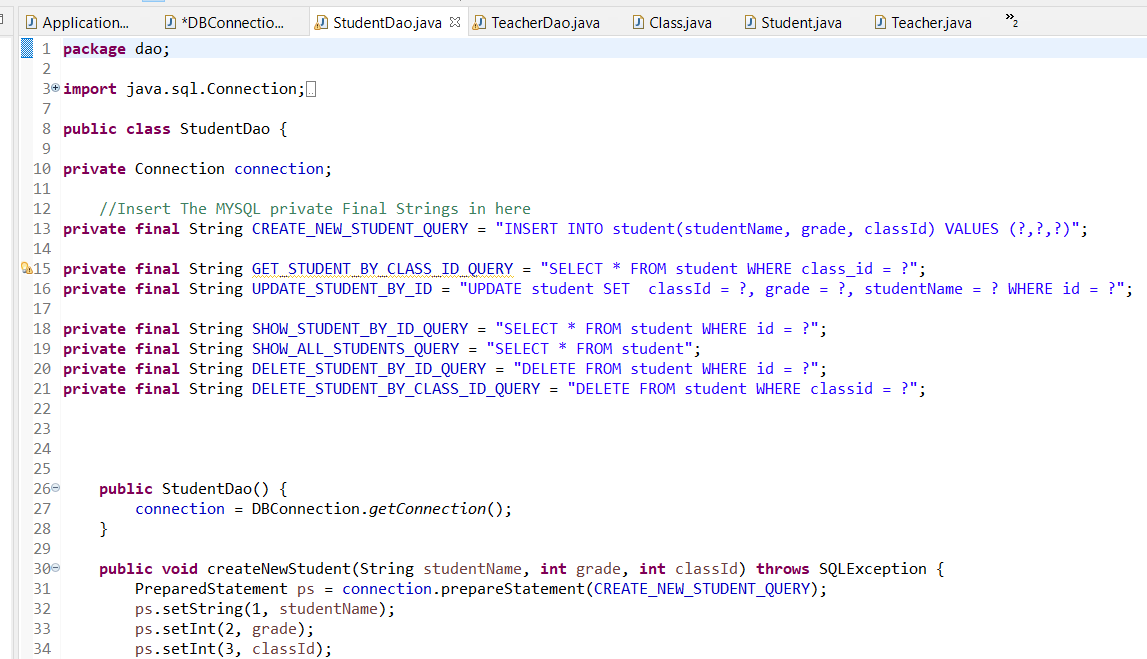 Application... *DBConnectio... StudentDao.java TeacherDao.java Class.java Student.java Teacher.java »2
1 package dao;
2
3 import java.sql.Connection;
7
8 public class StudentDao {
9
10 private Connection connection;
11
12 //Insert The MYSQL private Final Strings in here
13 private final String CREATE_NEW_STUDENT_QUERY = "INSERT INTO student(studentName, grade, classId) VALUES (?,?,?)";
14
15 private final String GET_STUDENT_BY_CLASS_ID_QUERY = "SELECT * FROM student WHERE class_id = ?";
16 private final String UPDATE_STUDENT_BY_ID = "UPDATE student SET  classId = ?, grade = ?, studentName = ? WHERE id = ?";
17
18 private final String SHOW_STUDENT_BY_ID_QUERY = "SELECT * FROM student WHERE id = ?";
19 private final String SHOW_ALL_STUDENTS_QUERY = "SELECT * FROM student";
20 private final String DELETE_STUDENT_BY_ID_QUERY = "DELETE FROM student WHERE id = ?";
21 private final String DELETE_STUDENT_BY_CLASS_ID_QUERY = "DELETE FROM student WHERE classid = ?";
22
23
24
25
26 public StudentDao() {
27 connection = DBConnection.getConnection();
28 }
29
30 public void createNewStudent(String studentName, int grade, int classId) throws SQLException {
31 PreparedStatement ps = connection.prepareStatement(CREATE_NEW_STUDENT_QUERY);
32 ps.setString(1, studentName);
33 ps.setInt(2, grade);
34 ps.setInt(3, classId);